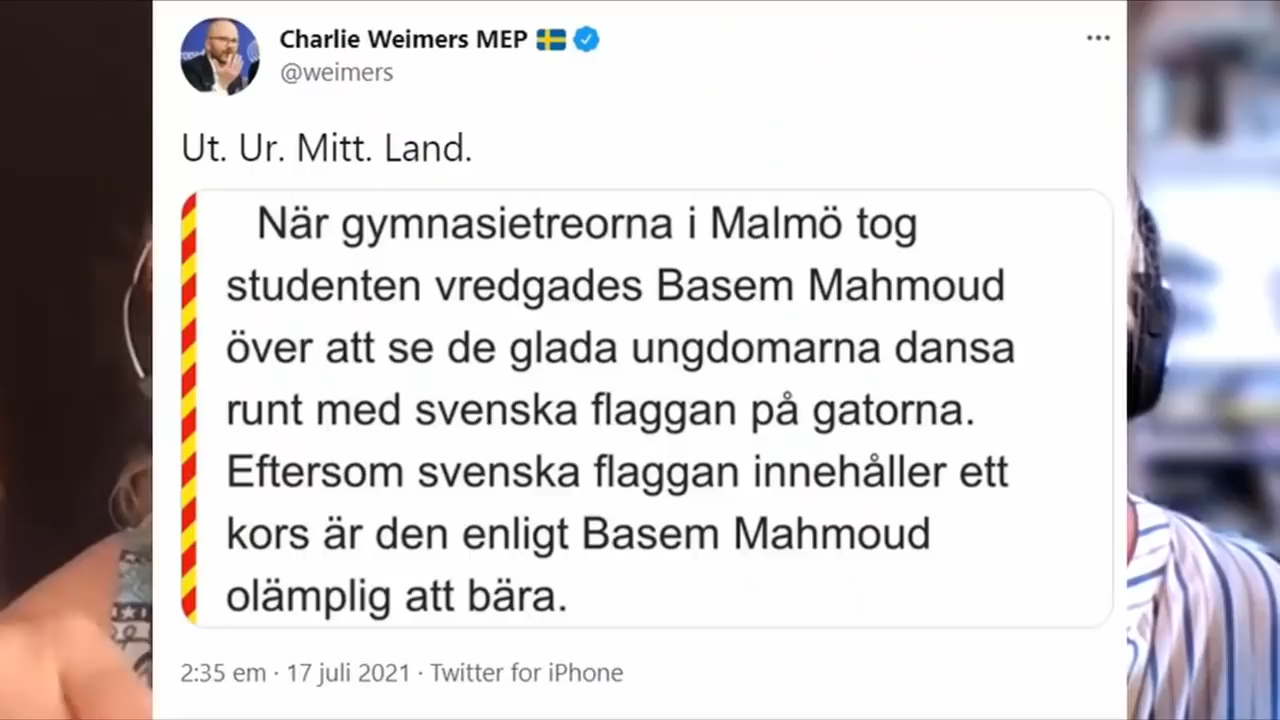 Charlie Weimers MEP 🇸🇪
@weimers
Ut. Ur. Mitt. Land.
När gymnasietreorna i Malmö tog
studenten vredgades Basem Mahmoud
över att se de glada ungdomarna dansa
runt med svenska flaggan på gatorna.
Eftersom svenska flaggan innehåller ett
kors är den enligt Basem Mahmoud
olämplig att bära.
2:35 em · 17 juli 2021 · Twitter for iPhone